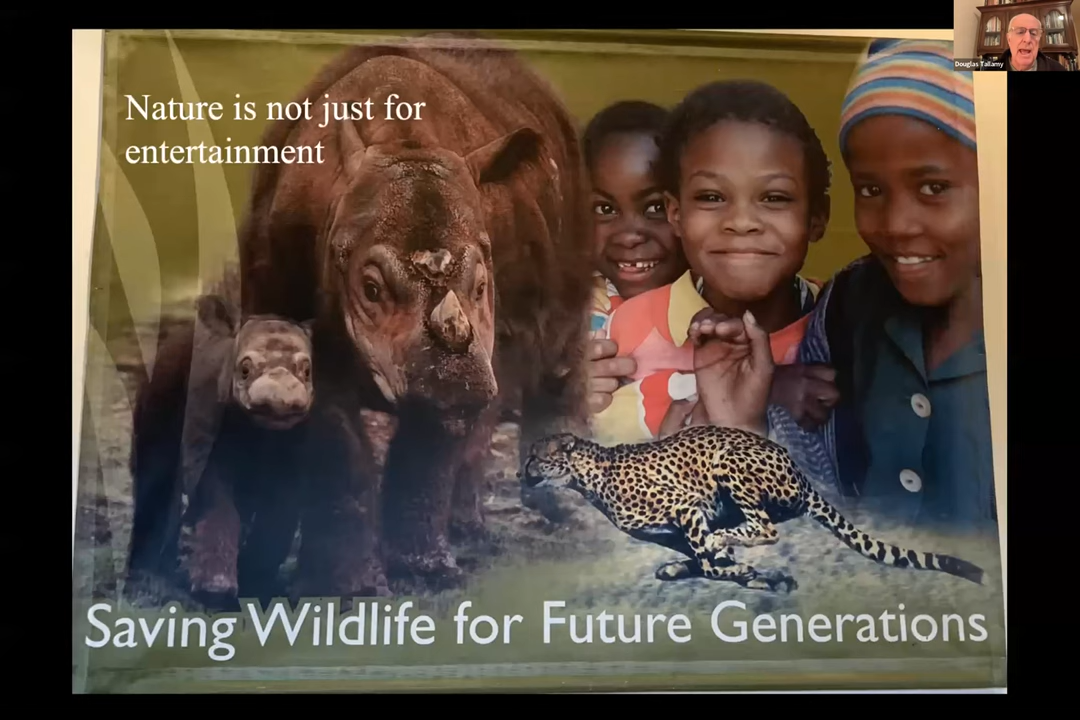 Nature is not just for
entertainment
Douglas Tallamy
Saving Wildlife for Future Generations